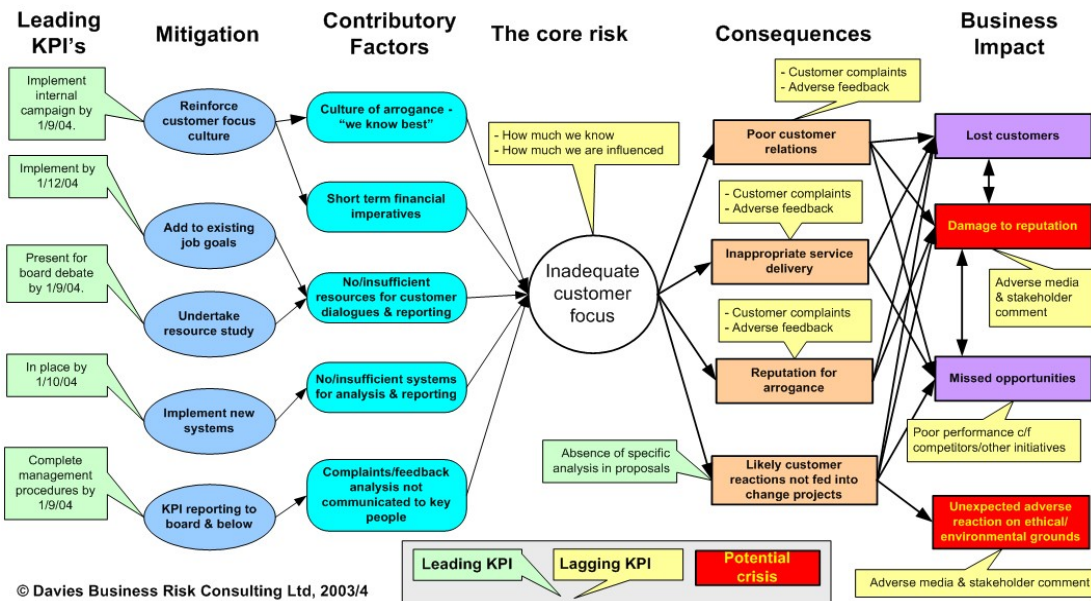 Leading
KPI's
Mitigation
Contributory
Factors
The core risk
Consequences
Business
Impact
Implement
internal
campaign by
1/9/04.
Implement by
1/12/04
Present for
board debate
by 1/9/04.
In place by
1/10/04
Complete
management
procedures by
1/9/04
Reinforce
customer focus
culture
Add to existing
job goals
Undertake
resource study
Implement new
systems
KPI reporting to
board & below
Culture of arrogance -
“we know best”
Short term financial
imperatives
No/insufficient
resources for customer
dialogues & reporting
No/insufficient systems
for analysis & reporting
Complaints/feedback
analysis not
communicated to key
people
- How much we know
- How much we are influenced
Inadequate
customer
focus
- Customer complaints
- Adverse feedback
Poor customer
relations
- Customer complaints
- Adverse feedback
Inappropriate service
delivery
- Customer complaints
- Adverse feedback
Reputation for
arrogance
Absence of specific
analysis in proposals
Likely customer
reactions not fed into
change projects
Lost customers
Damage to reputation
Adverse media
& stakeholder
comment
Missed opportunities
Poor performance c/f
competitors/other initiatives
Unexpected adverse
reaction on ethical/
environmental grounds
Adverse media & stakeholder comment
Leading KPI
Lagging KPI
Potential
crisis
© Davies Business Risk Consulting Ltd, 2003/4